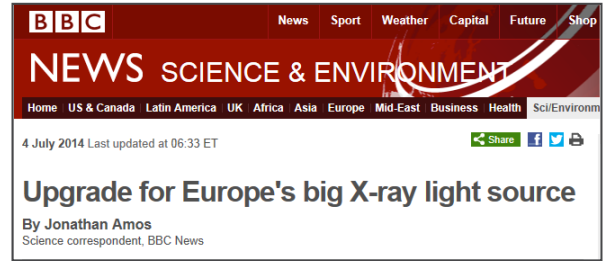 BBC News Sport Weather Capital Future Shop
NEWS SCIENCE & ENVIRONMENT
Home US & Canada Latin America UK Africa Asia Europe Mid-East Business Health Sci/Environm
4 July 2014 Last updated at 06:33 ET Share f
Upgrade for Europe's big X-ray light source
By Jonathan Amos
Science correspondent, BBC News